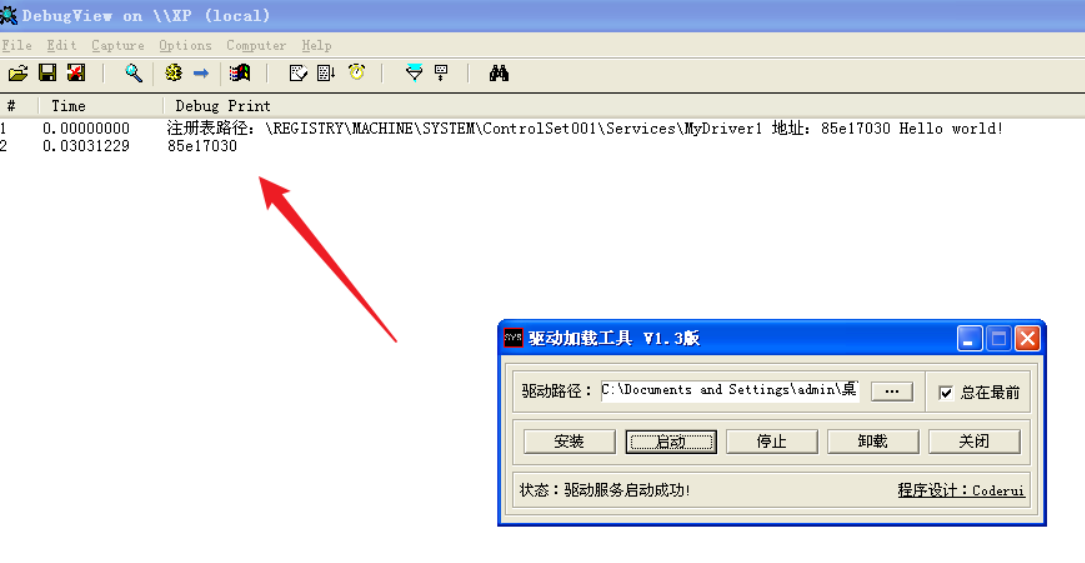 DebugView on \\XP (local)
File Edit Capture Options Computer Help
# Time Debug Print
1 0.00000000 注册表路径: \REGISTRY\MACHINE\SYSTEM\ControlSet001\Services\MyDriver1 地址: 85e17030 Hello world!
2 0.03031229 85e17030
SYS 驱动加载工具 V1.3版
驱动路径: C:\Documents and Settings\admin\桌 ... 总在最前
安装 启动 停止 卸载 关闭
状态:驱动服务启动成功! 程序设计:Coderui